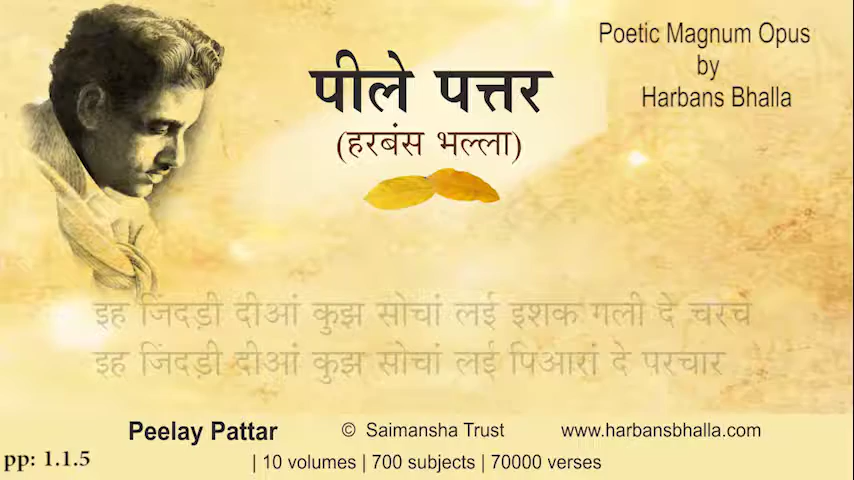 Poetic Magnum Opus
by
Harbans Bhalla
पीले पत्तर
(हरबंस भल्ला)
इह जिंदड़ी दीआं कुझ सोचां लई इशक गली दे चरचे
इह जिंदड़ी दीआं कुझ सोचां लई पिआरां दे परचार
Peelay Pattar © Saimansha Trust www.harbansbhalla.com
pp: 1.1.5
| 10 volumes | 700 subjects | 70000 verses